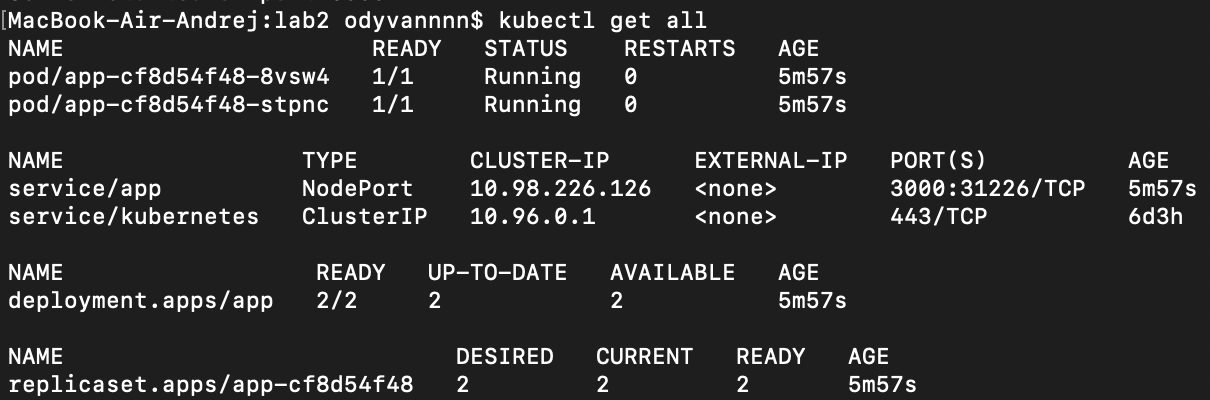 [MacBook-Air-Andrej:lab2 odyvannnn$ kubectl get all
NAME READY STATUS RESTARTS AGE
pod/app-cf8d54f48-8vsw4 1/1 Running 0 5m57s
pod/app-cf8d54f48-stpnc 1/1 Running 0 5m57s
NAME TYPE CLUSTER-IP EXTERNAL-IP PORT(S) AGE
service/app NodePort 10.98.226.126 <none> 3000:31226/TCP 5m57s
service/kubernetes ClusterIP 10.96.0.1 <none> 443/TCP 6d3h
NAME READY UP-TO-DATE AVAILABLE AGE
deployment.apps/app 2/2 2 2 5m57s
NAME DESIRED CURRENT READY AGE
replicaset.apps/app-cf8d54f48 2 2 2 5m57s